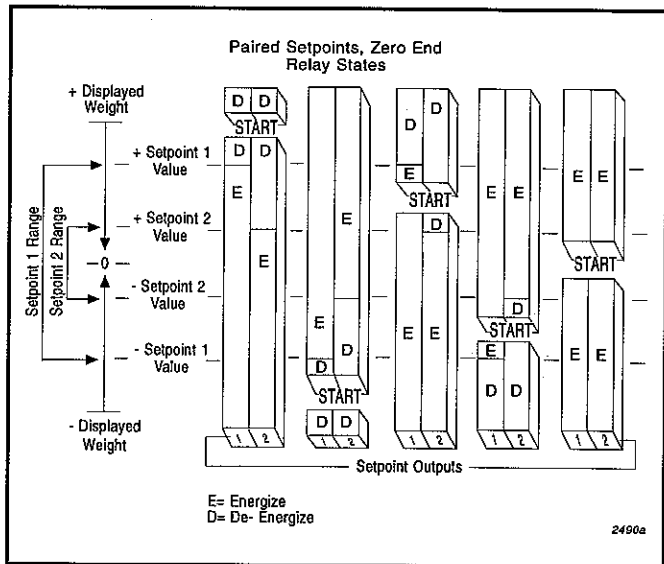 Paired Setpoints, Zero End
Relay States
+ Displayed
Weight
+ Setpoint 1
Value
+ Setpoint 2
Value
- 0 -
- Setpoint 2
Value
- Setpoint 1
Value
- Displayed
Weight
Setpoint 1 Range
Setpoint 2 Range
D D
START
D D
E
E
1 2
E
E
D
D
START
D D
1 2
D
D
E
START
D
E E
1 2
E E
D
START
E
D D
1 2
E E
START
E E
1 2
Setpoint Outputs
E= Energize
D= De- Energize
2490a